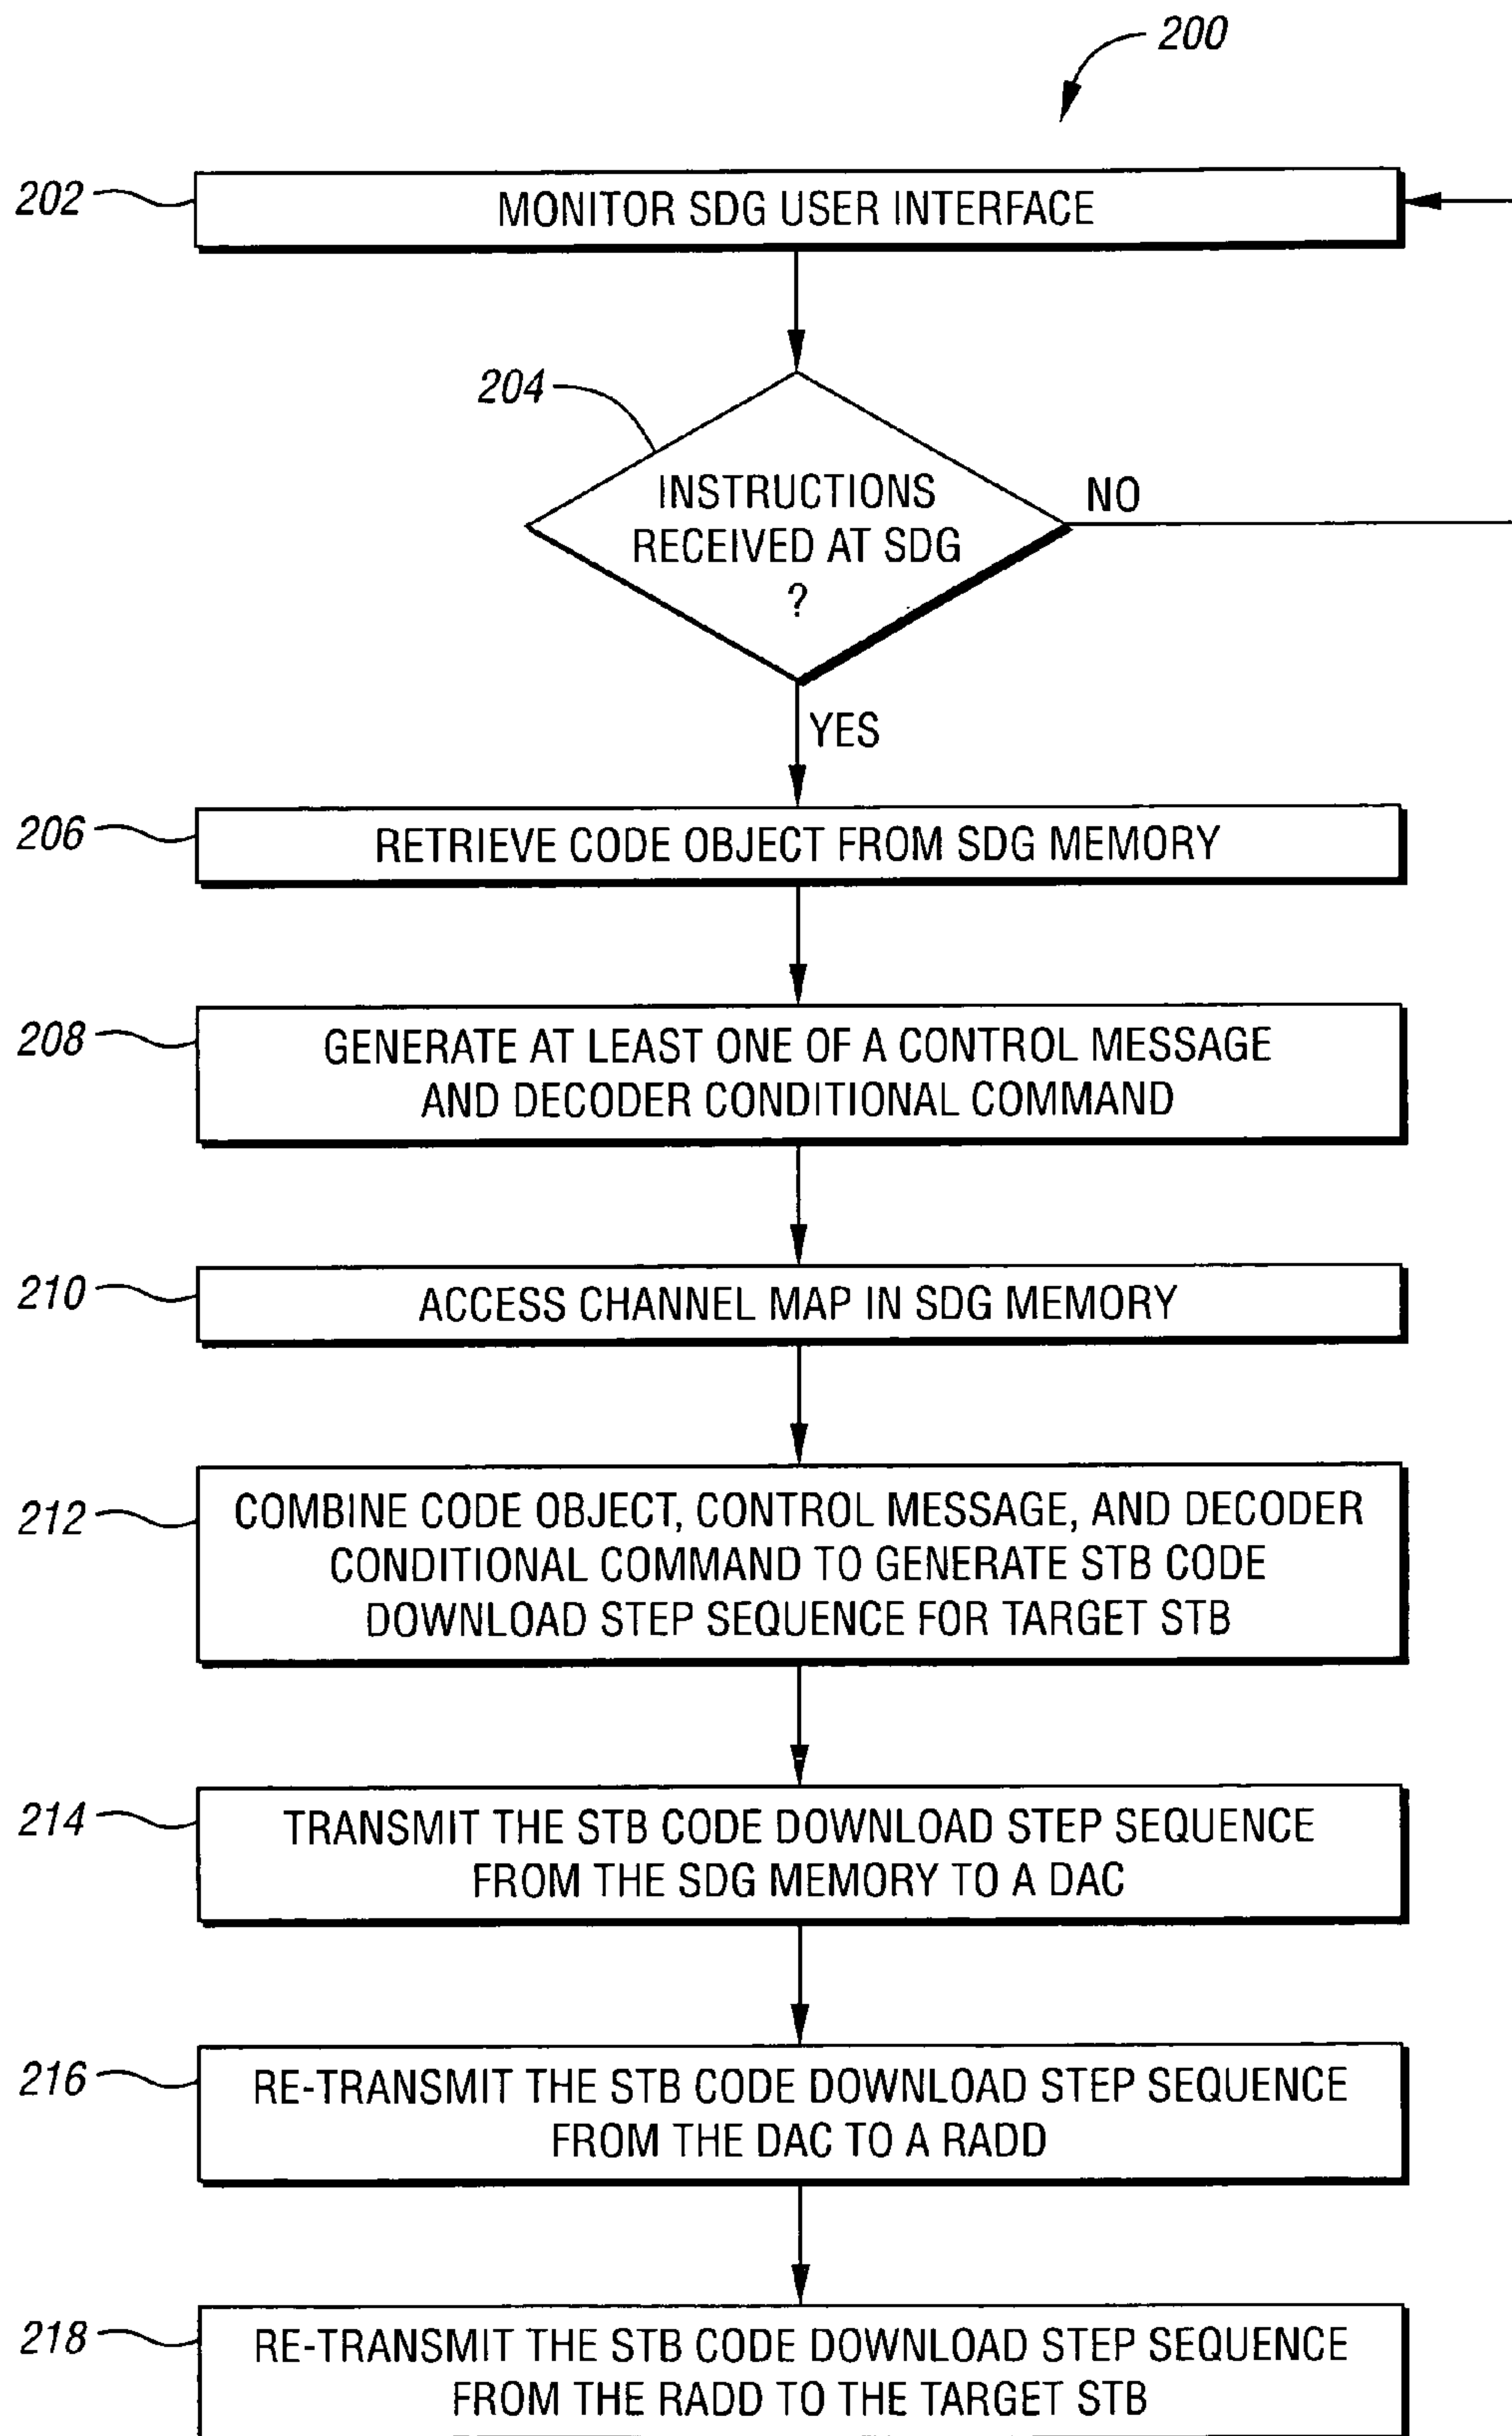 200
202
MONITOR SDG USER INTERFACE
204
INSTRUCTIONS
RECEIVED AT SDG
?
NO
YES
206
RETRIEVE CODE OBJECT FROM SDG MEMORY
208
GENERATE AT LEAST ONE OF A CONTROL MESSAGE
AND DECODER CONDITIONAL COMMAND
210
ACCESS CHANNEL MAP IN SDG MEMORY
212
COMBINE CODE OBJECT, CONTROL MESSAGE, AND DECODER
CONDITIONAL COMMAND TO GENERATE STB CODE
DOWNLOAD STEP SEQUENCE FOR TARGET STB
214
TRANSMIT THE STB CODE DOWNLOAD STEP SEQUENCE
FROM THE SDG MEMORY TO A DAC
216
RE-TRANSMIT THE STB CODE DOWNLOAD STEP SEQUENCE
FROM THE DAC TO A RADD
218
RE-TRANSMIT THE STB CODE DOWNLOAD STEP SEQUENCE
FROM THE RADD TO THE TARGET STB